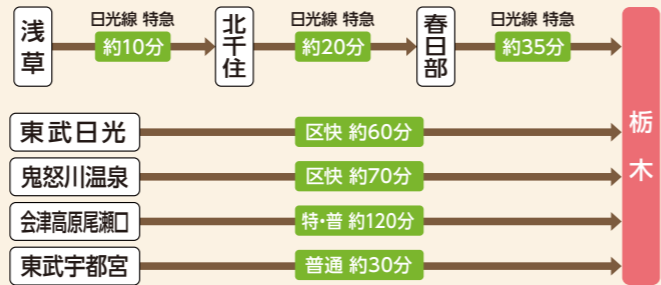 日光線 特急
日光線 特急
日光線 特急
浅草
約10分
北千住
約20分
春日部
約35分
栃木
東武日光
区快 約60分
鬼怒川温泉
区快 約70分
会津高原尾瀬口
特・普 約120分
東武宇都宮
普通 約30分